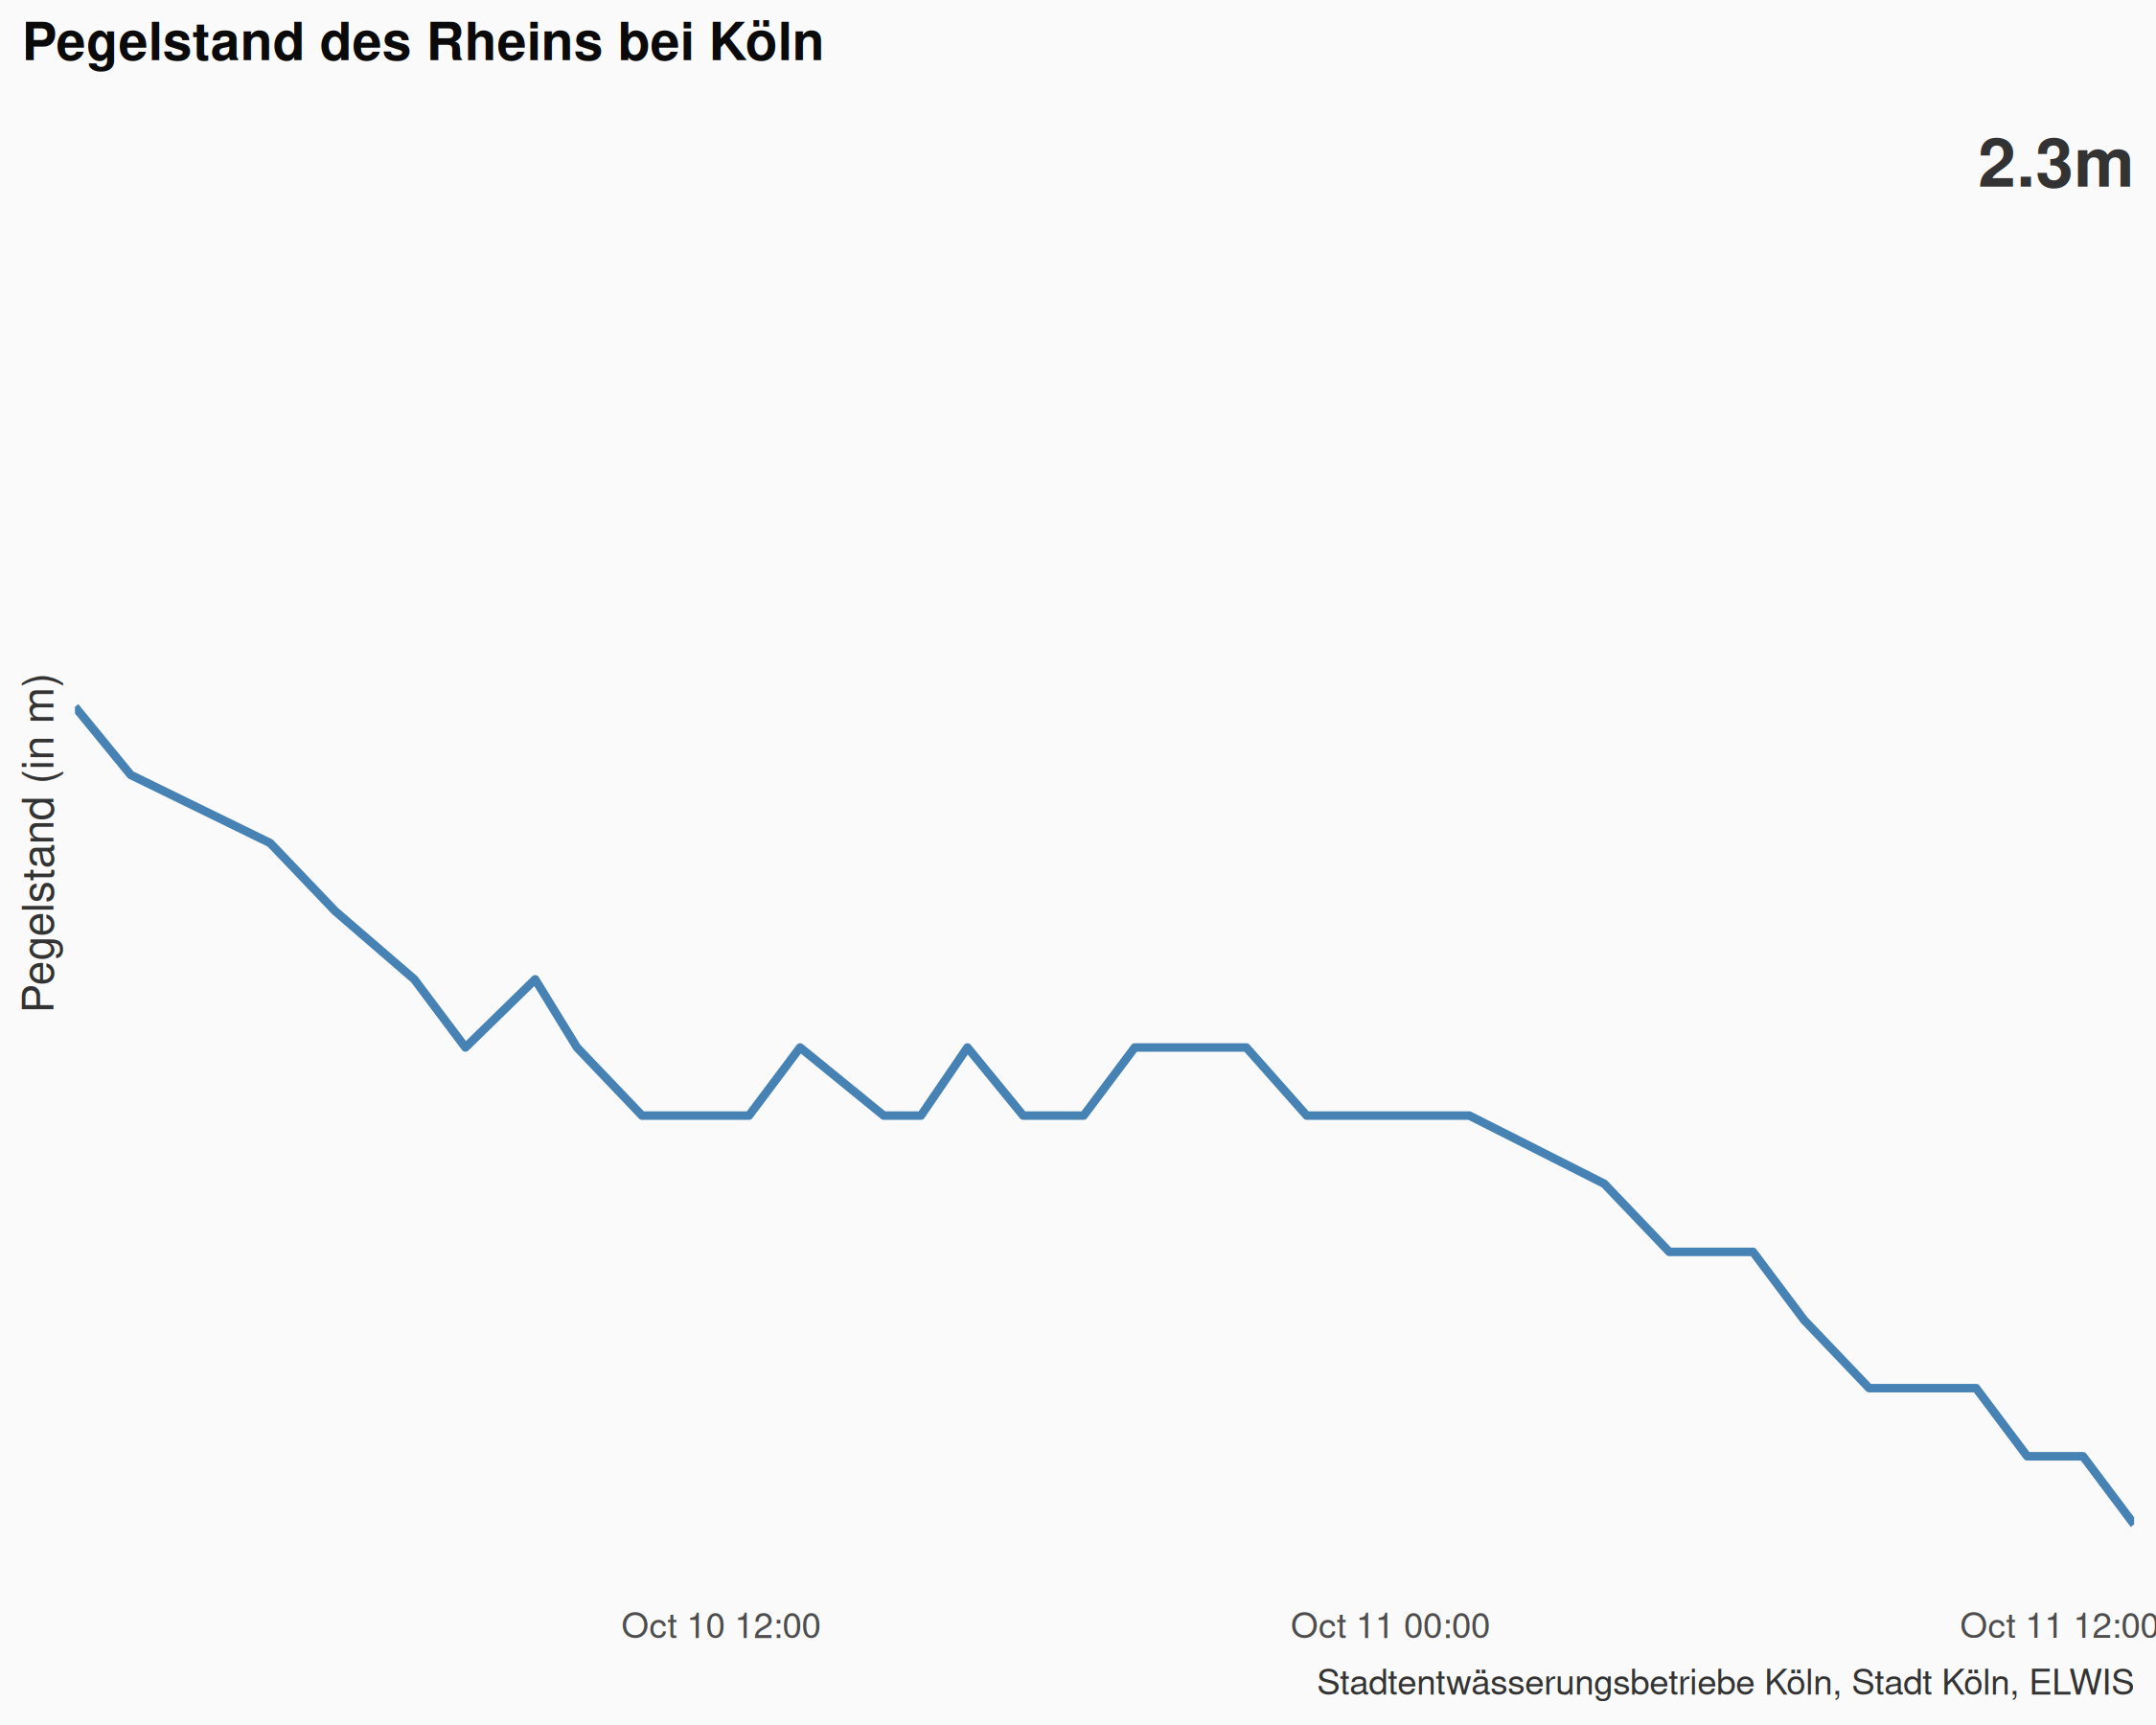 Pegelstand des Rheins bei Köln
2.3m
Pegelstand (in m)
Oct 10 12:00
Oct 11 00:00
Oct 11 12:00
Stadtentwässerungsbetriebe Köln, Stadt Köln, ELWIS